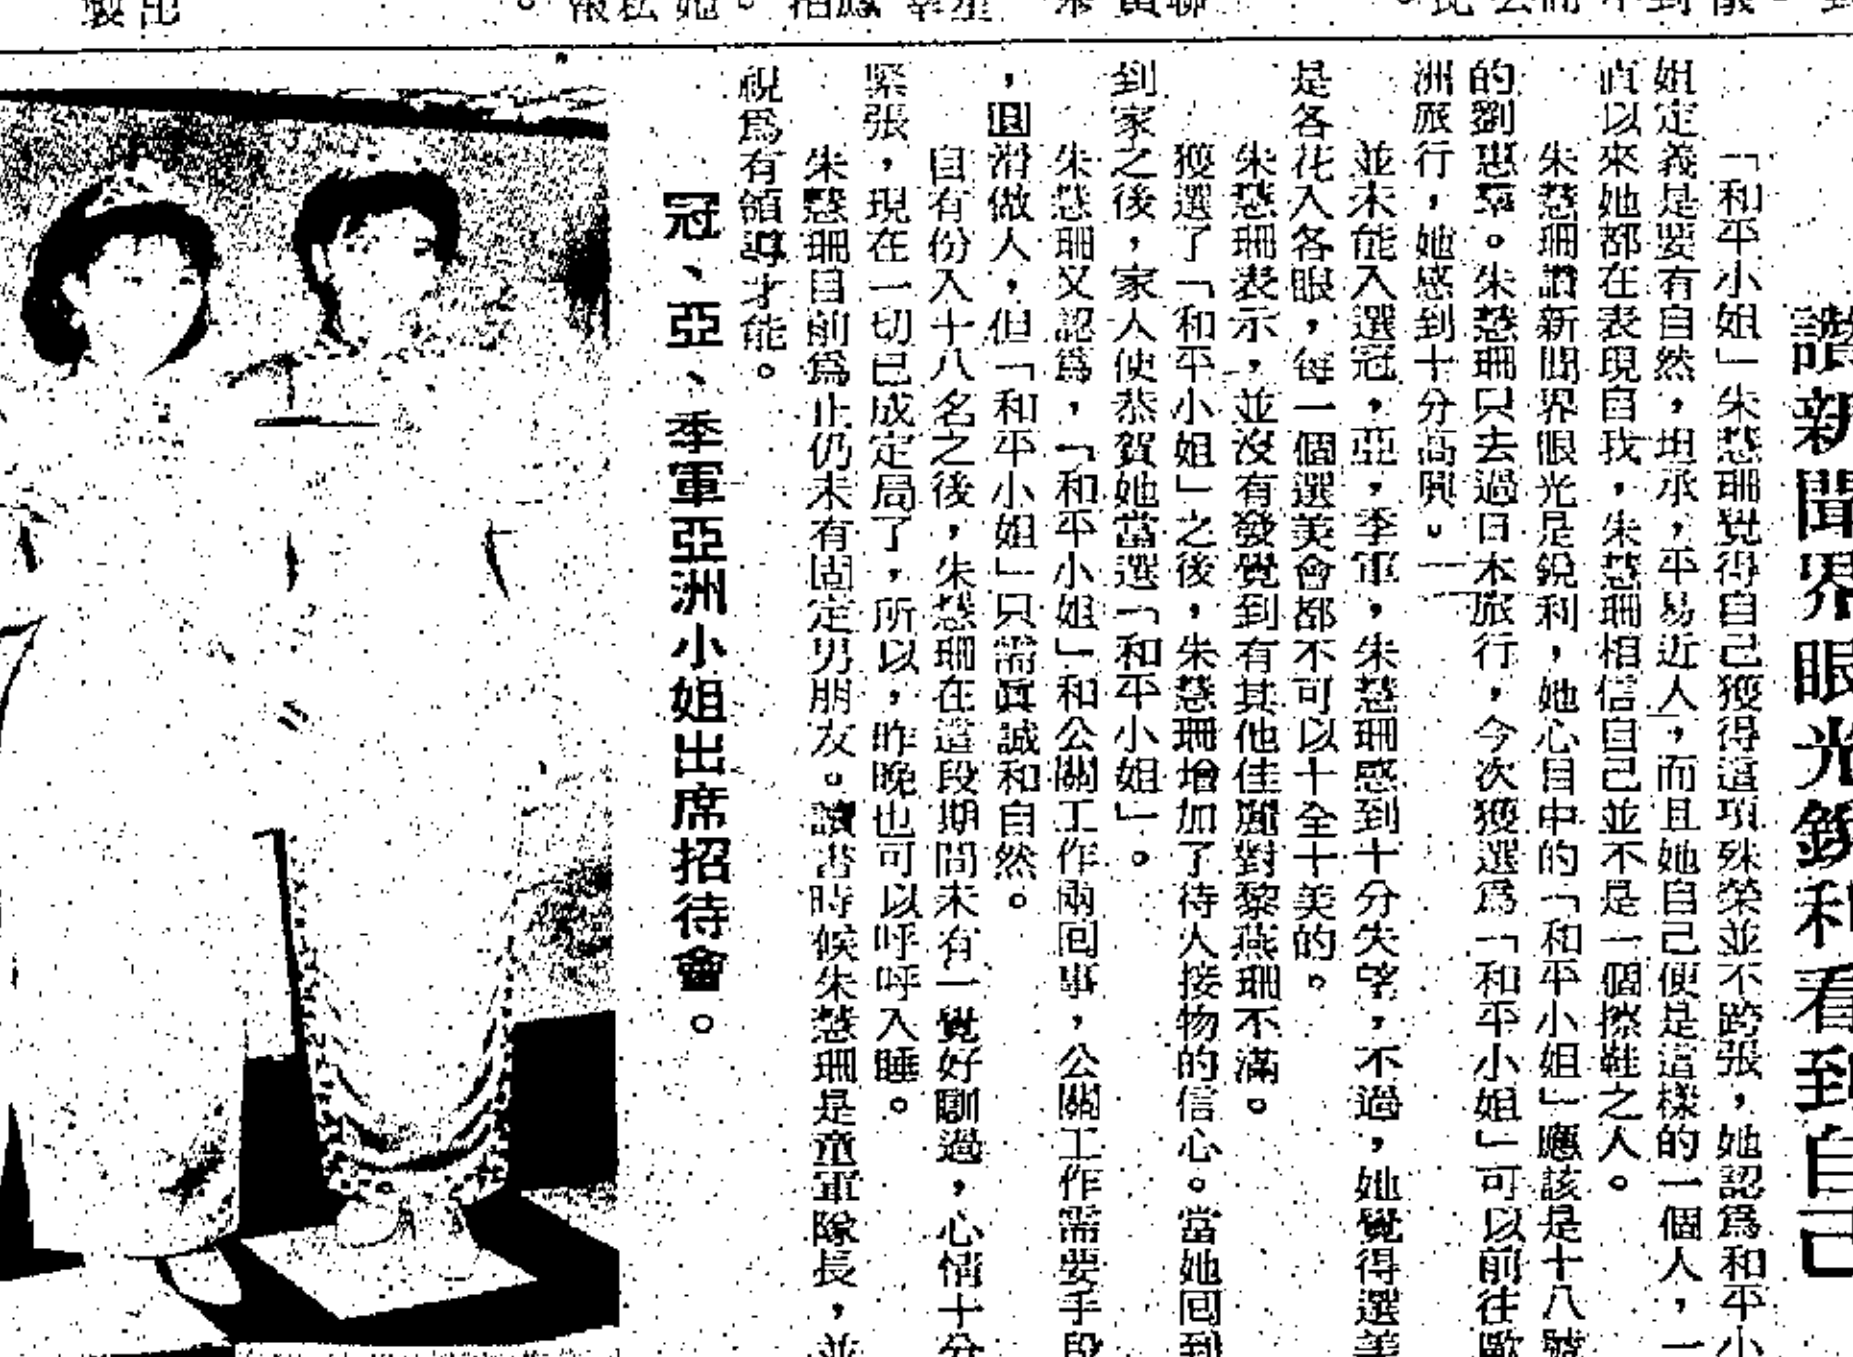 讚新聞界眼光銳利看到自己
「和平小姐」朱慧珊覺得自己獲得這項殊榮並不誇張，她認爲和平小
姐定義是要有自然，坦承，平易近人，而且她自己便是這樣的一個人，一
直以來她都在表現自我，朱慧珊相信自己並不是一個擦鞋之人。
朱慧珊讚新聞界眼光是銳利，她心目中的「和平小姐」應該是十八號
的劉惠羣。朱慧珊只去過日本旅行，今次獲選爲「和平小姐」可以前往歐
洲旅行，她感到十分高興。
並未能入選冠，亞，季軍，朱慧珊感到十分失望，不過，她覺得選美
是各花入各眼，每一個選美會都不可以十全十美的。
朱慧珊表示，並沒有發覺到有其他佳麗對黎燕珊不滿。
獲選了「和平小姐」之後，朱慧珊增加了待人接物的信心。當她囘到
到家之後，家人便恭賀她當選「和平小姐」。
朱慧珊又認爲，「和平小姐」和公關工作兩囘事，公關工作需要手段
，圓滑做人，但「和平小姐」只需眞誠和自然。
自有份入十八名之後，朱慧珊在這段期間未有一覺好瞓過，心情十分
緊張，現在一切已成定局了，所以，昨晚也可以呼呼入睡。
朱慧珊目前爲止仍未有固定男朋友。讀書時候朱慧珊是童軍隊長，並
視爲有領導才能。
冠、亞、季軍亞洲小姐出席招待會。